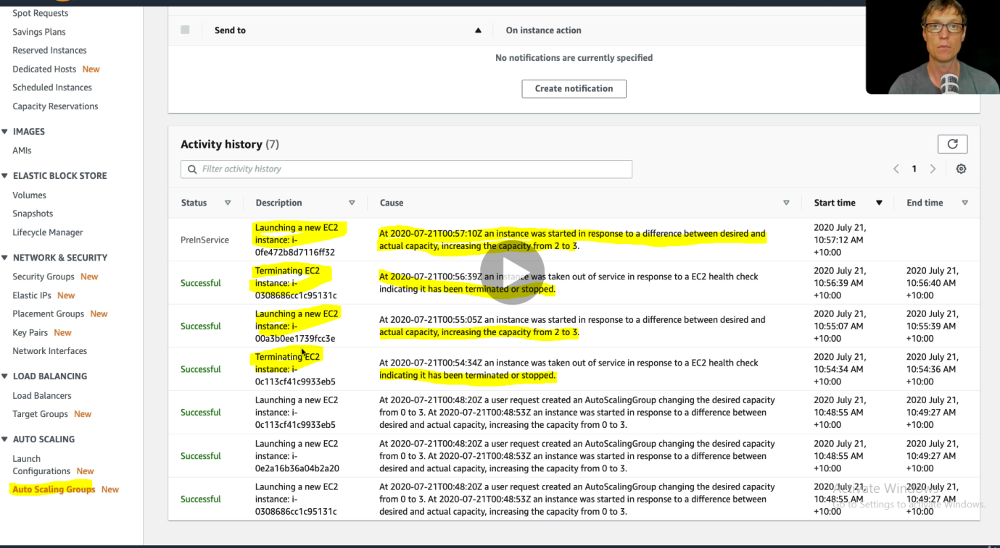 Spot Requests
Savings Plans
Reserved Instances
Dedicated Hosts New
Scheduled Instances
Capacity Reservations
IMAGES
AMIs
ELASTIC BLOCK STORE
Volumes
Snapshots
Lifecycle Manager
NETWORK & SECURITY
Security Groups New
Elastic IPs New
Placement Groups New
Key Pairs New
Network Interfaces
LOAD BALANCING
Load Balancers
Target Groups New
AUTO SCALING
Launch
Configurations New
Auto Scaling Groups New
Send to On instance action
No notifications are currently specified
Create notification
Activity history (7)
Filter activity history
1
Status Description Cause Start time End time
PreInService
Launching a new EC2
instance: i-
0fe472b8d7116ff32
At 2020-07-21T00:57:10Z an instance was started in response to a difference between desired and
actual capacity, increasing the capacity from 2 to 3.
2020 July 21,
10:57:12 AM
+10:00
Successful
Terminating EC2
instance: i-
0308686cc1c95131c
At 2020-07-21T00:56:39Z an instance was taken out of service in response to a EC2 health check
indicating it has been terminated or stopped.
2020 July 21,
10:56:39 AM
+10:00
2020 July 21,
10:56:40 AM
+10:00
Successful
Launching a new EC2
instance: i-
00a3b0ee1739fcc3e
At 2020-07-21T00:55:05Z an instance was started in response to a difference between desired and
actual capacity, increasing the capacity from 2 to 3.
2020 July 21,
10:55:07 AM
+10:00
2020 July 21,
10:55:39 AM
+10:00
Successful
Terminating EC2
instance: i-
0c113cf41c9933eb5
At 2020-07-21T00:54:34Z an instance was taken out of service in response to a EC2 health check
indicating it has been terminated or stopped.
2020 July 21,
10:54:34 AM
+10:00
2020 July 21,
10:54:36 AM
+10:00
Successful
Launching a new EC2
instance: i-
0c113cf41c9933eb5
At 2020-07-21T00:48:20Z a user request created an AutoScalingGroup changing the desired capacity
from 0 to 3. At 2020-07-21T00:48:53Z an instance was started in response to a difference between
desired and actual capacity, increasing the capacity from 0 to 3.
2020 July 21,
10:48:55 AM
+10:00
2020 July 21,
10:49:27 AM
+10:00
Successful
Launching a new EC2
instance: i-
0e2a16b36a04b2a20
At 2020-07-21T00:48:20Z a user request created an AutoScalingGroup changing the desired capacity
from 0 to 3. At 2020-07-21T00:48:53Z an instance was started in response to a difference between
desired and actual capacity, increasing the capacity from 0 to 3.
2020 July 21,
10:48:55 AM
+10:00
2020 July 21,
10:49:27 AM
+10:00
Successful
Launching a new EC2
instance: i-
0308686cc1c95131c
At 2020-07-21T00:48:20Z a user request created an AutoScalingGroup changing the desired capacity
from 0 to 3. At 2020-07-21T00:48:53Z an instance was started in response to a difference between
desired and actual capacity, increasing the capacity from 0 to 3.
2020 July 21,
10:48:55 AM
+10:00
2020 July 21,
10:49:27 AM
+10:00
Activate Windows
Go to Settings to activate Windows.